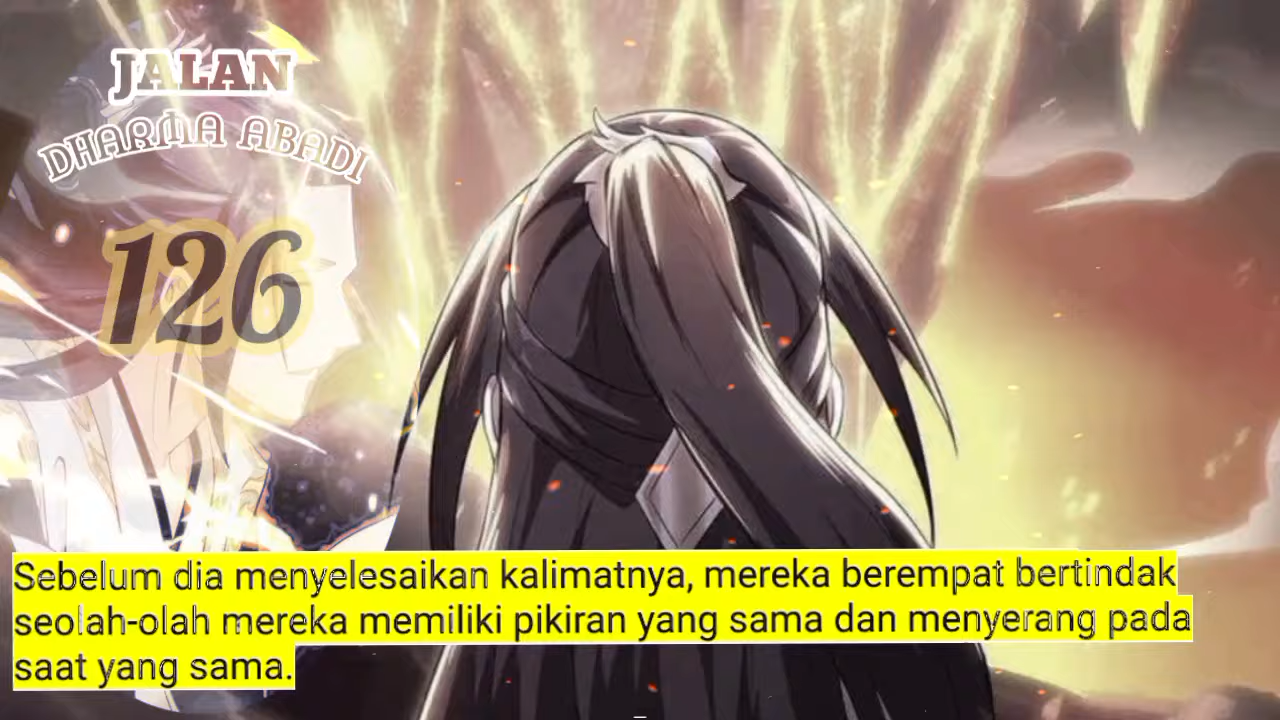 JALAN
DHARMA ABADI
126
Sebelum dia menyelesaikan kalimatnya, mereka berempat bertindak
seolah-olah mereka memiliki pikiran yang sama dan menyerang pada
saat yang sama.